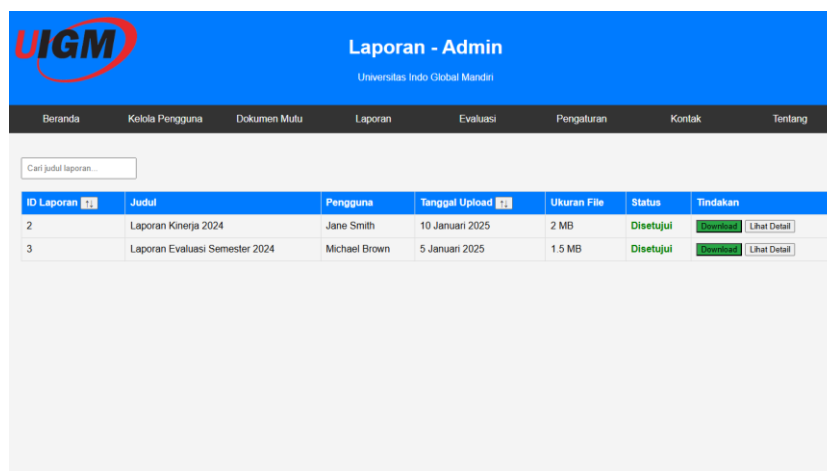 UIGM
Laporan - Admin
Universitas Indo Global Mandiri
Beranda Kelola Pengguna Dokumen Mutu Laporan Evaluasi Pengaturan Kontak Tentang
Cari judul laporan...
ID Laporan ↑↓ Judul Pengguna Tanggal Upload ↑↓ Ukuran File Status Tindakan
2 Laporan Kinerja 2024 Jane Smith 10 Januari 2025 2 MB Disetujui Download Lihat Detail
3 Laporan Evaluasi Semester 2024 Michael Brown 5 Januari 2025 1.5 MB Disetujui Download Lihat Detail